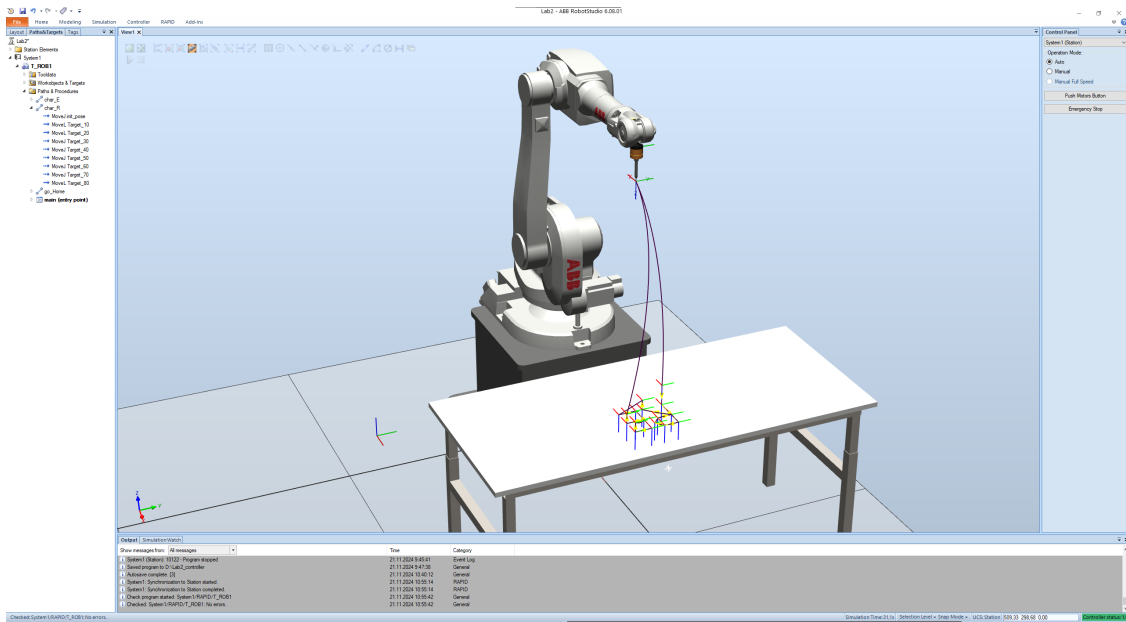 Lab2 - ABB RobotStudio 6.08.01
File Home Modeling Simulation Controller RAPID Add-Ins
Layout Paths&Targets Tags
View1 X
Control Panel
Lab2*
Station Elements
System1
T_ROB1
Tooldata
Workobjects & Targets
Paths & Procedures
char_E
char_R
MoveJ init_pose
MoveL Target_10
MoveL Target_20
MoveJ Target_30
MoveJ Target_40
MoveJ Target_50
MoveJ Target_60
MoveJ Target_70
MoveL Target_80
go_Home
main (entry point)
System1 (Station)
Operation Mode:
Auto
Manual
Manual Full Speed
Push Motors Button
Emergency Stop
ABB
ABB
Z
Y
Output Simulation Watch
Show messages from: All messages Time Category
System1 (Station): 10122 - Program stopped 21.11.2024 9:45:41 Event Log
Saved program to D:\Lab2_controller 21.11.2024 9:47:38 General
Autosave complete. [3] 21.11.2024 10:40:12 General
System1: Synchronization to Station started. 21.11.2024 10:55:14 RAPID
System1: Synchronization to Station completed. 21.11.2024 10:55:14 RAPID
Check program started: System1/RAPID/T_ROB1 21.11.2024 10:55:42 General
Checked: System1/RAPID/T_ROB1: No errors. 21.11.2024 10:55:42 General
Checked: System1/RAPID/T_ROB1: No errors. Simulation Time: 21,1s Selection Level Snap Mode UCS: Station 509,33 298,68 0,00 Controller status: 1/